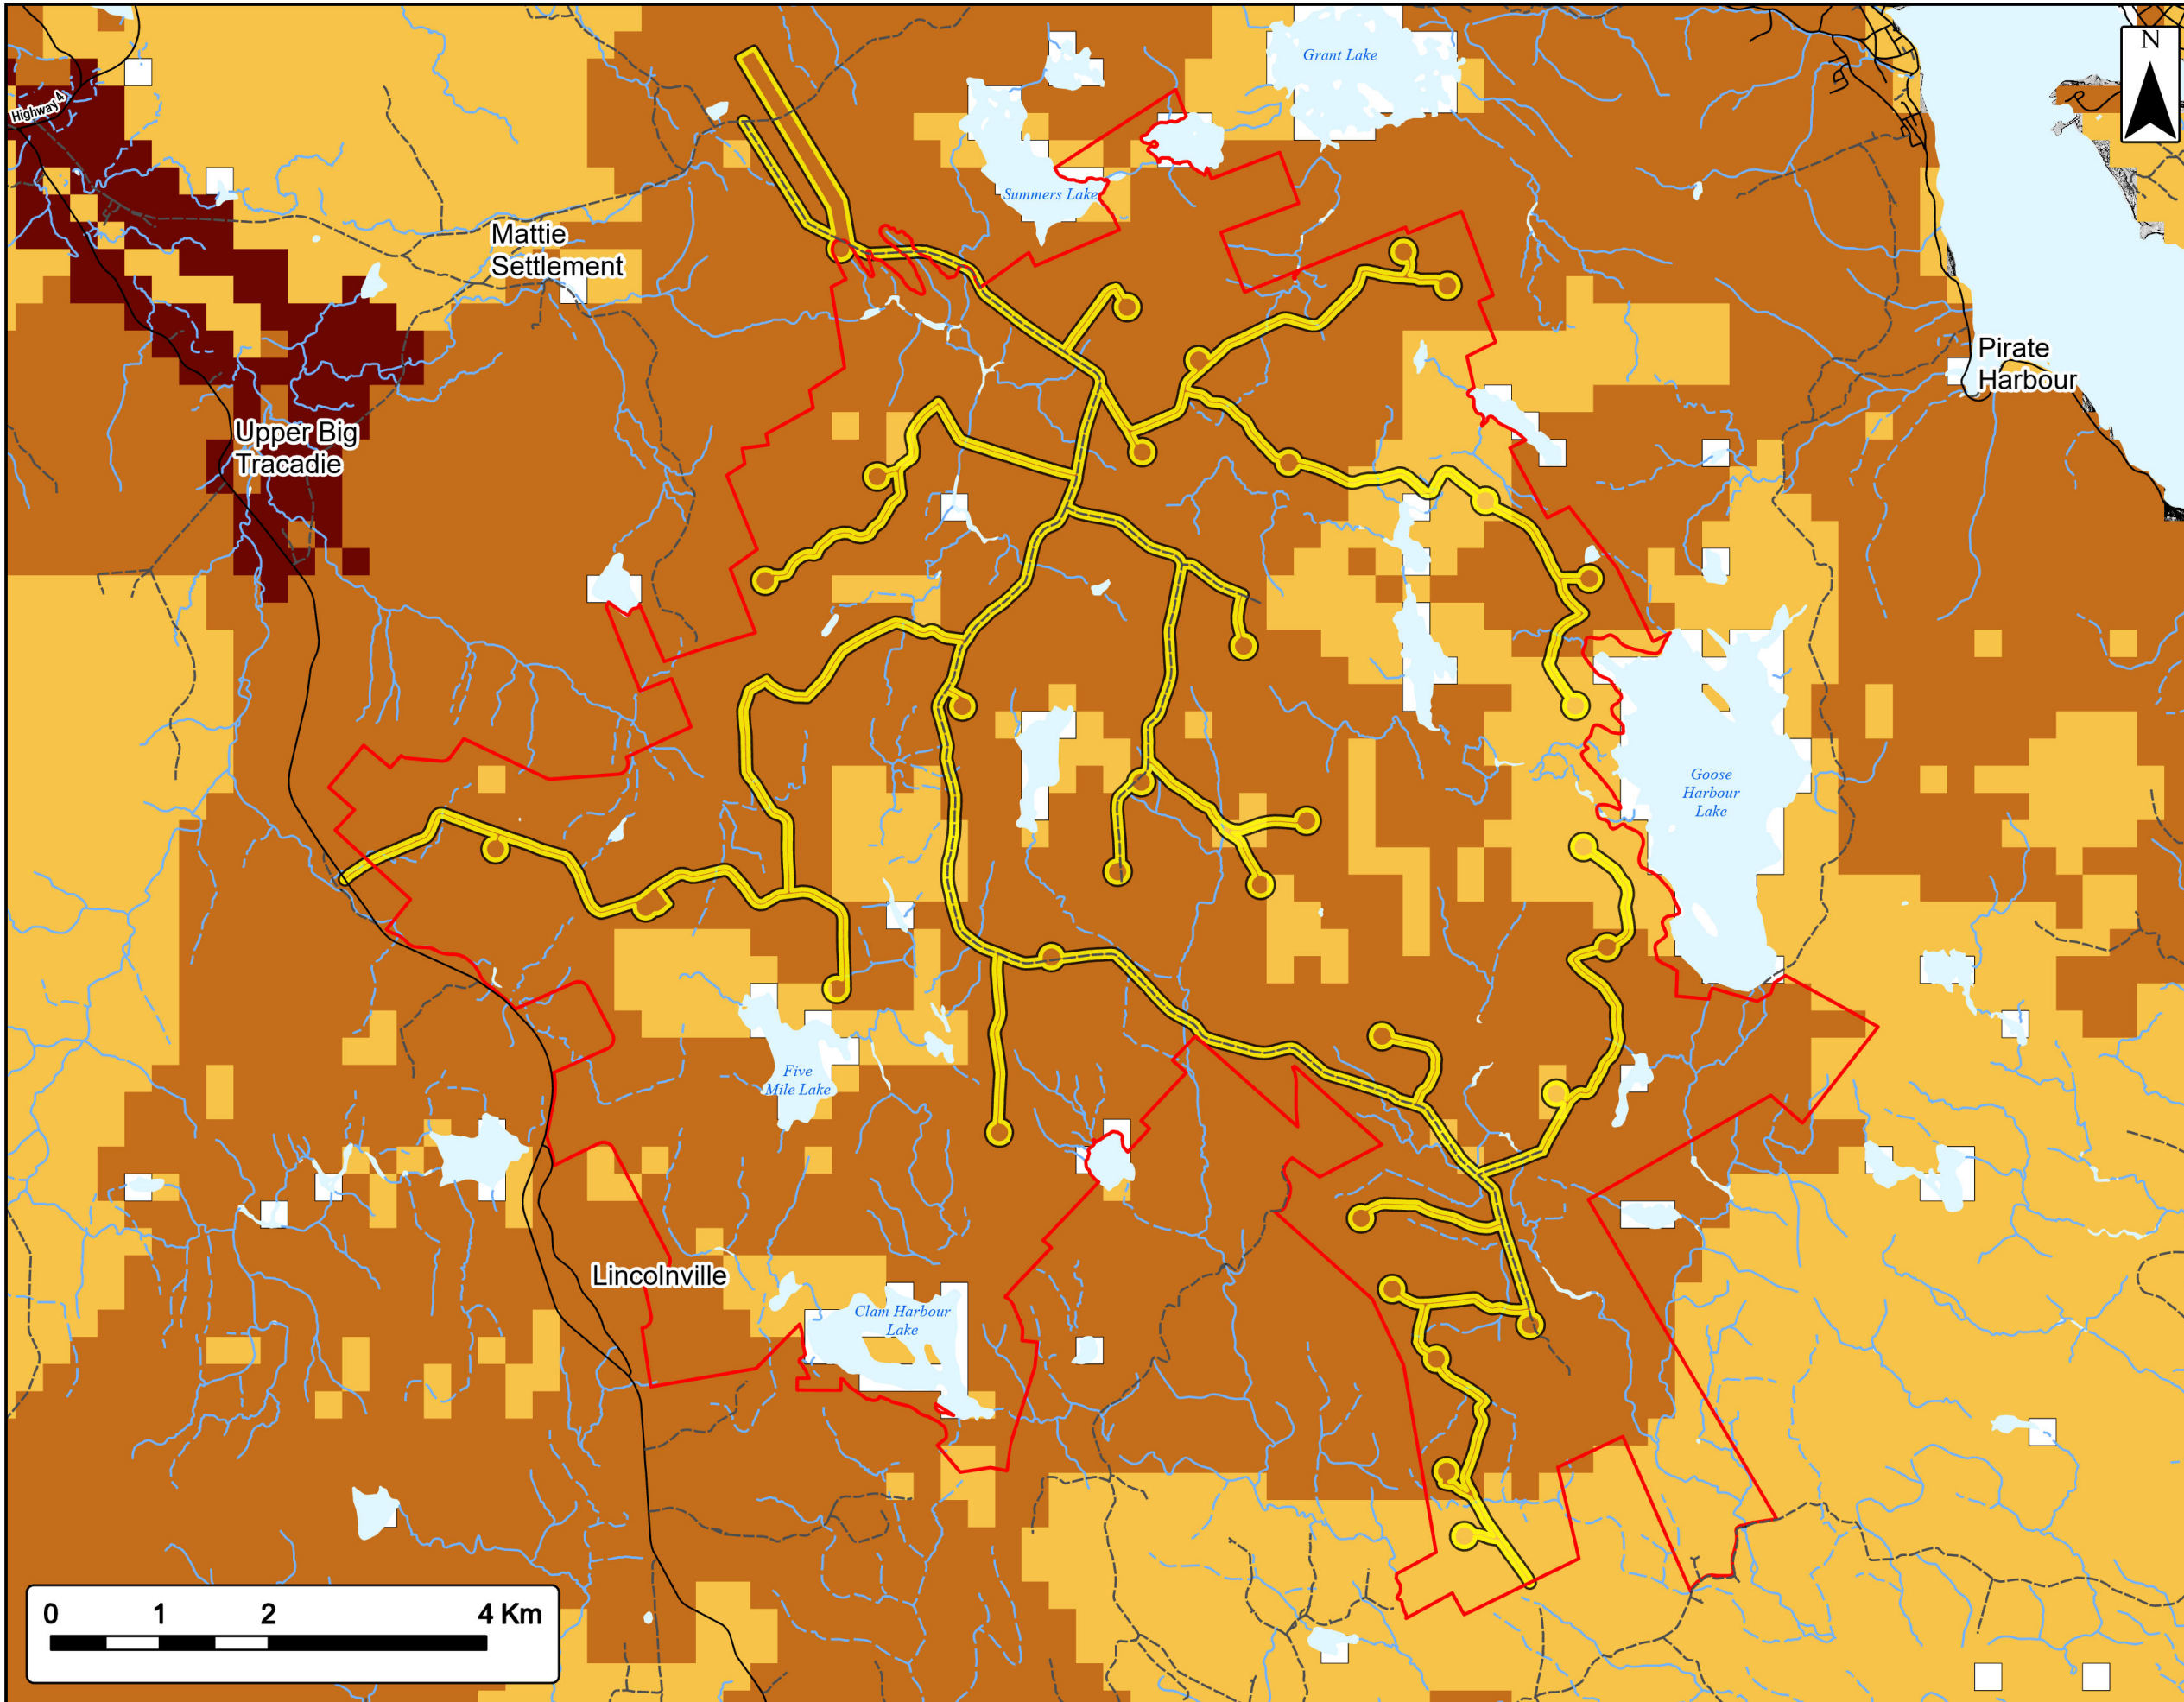 Grant Lake
N
Highway 4
Summers Lake
Mattie
Settlement
Pirate
Harbour
Upper Big
Tracadie
Goose
Harbour
Lake
Five
Mile Lake
Lincolnville
Clam Harbour
Lake
0 1 2 4 Km